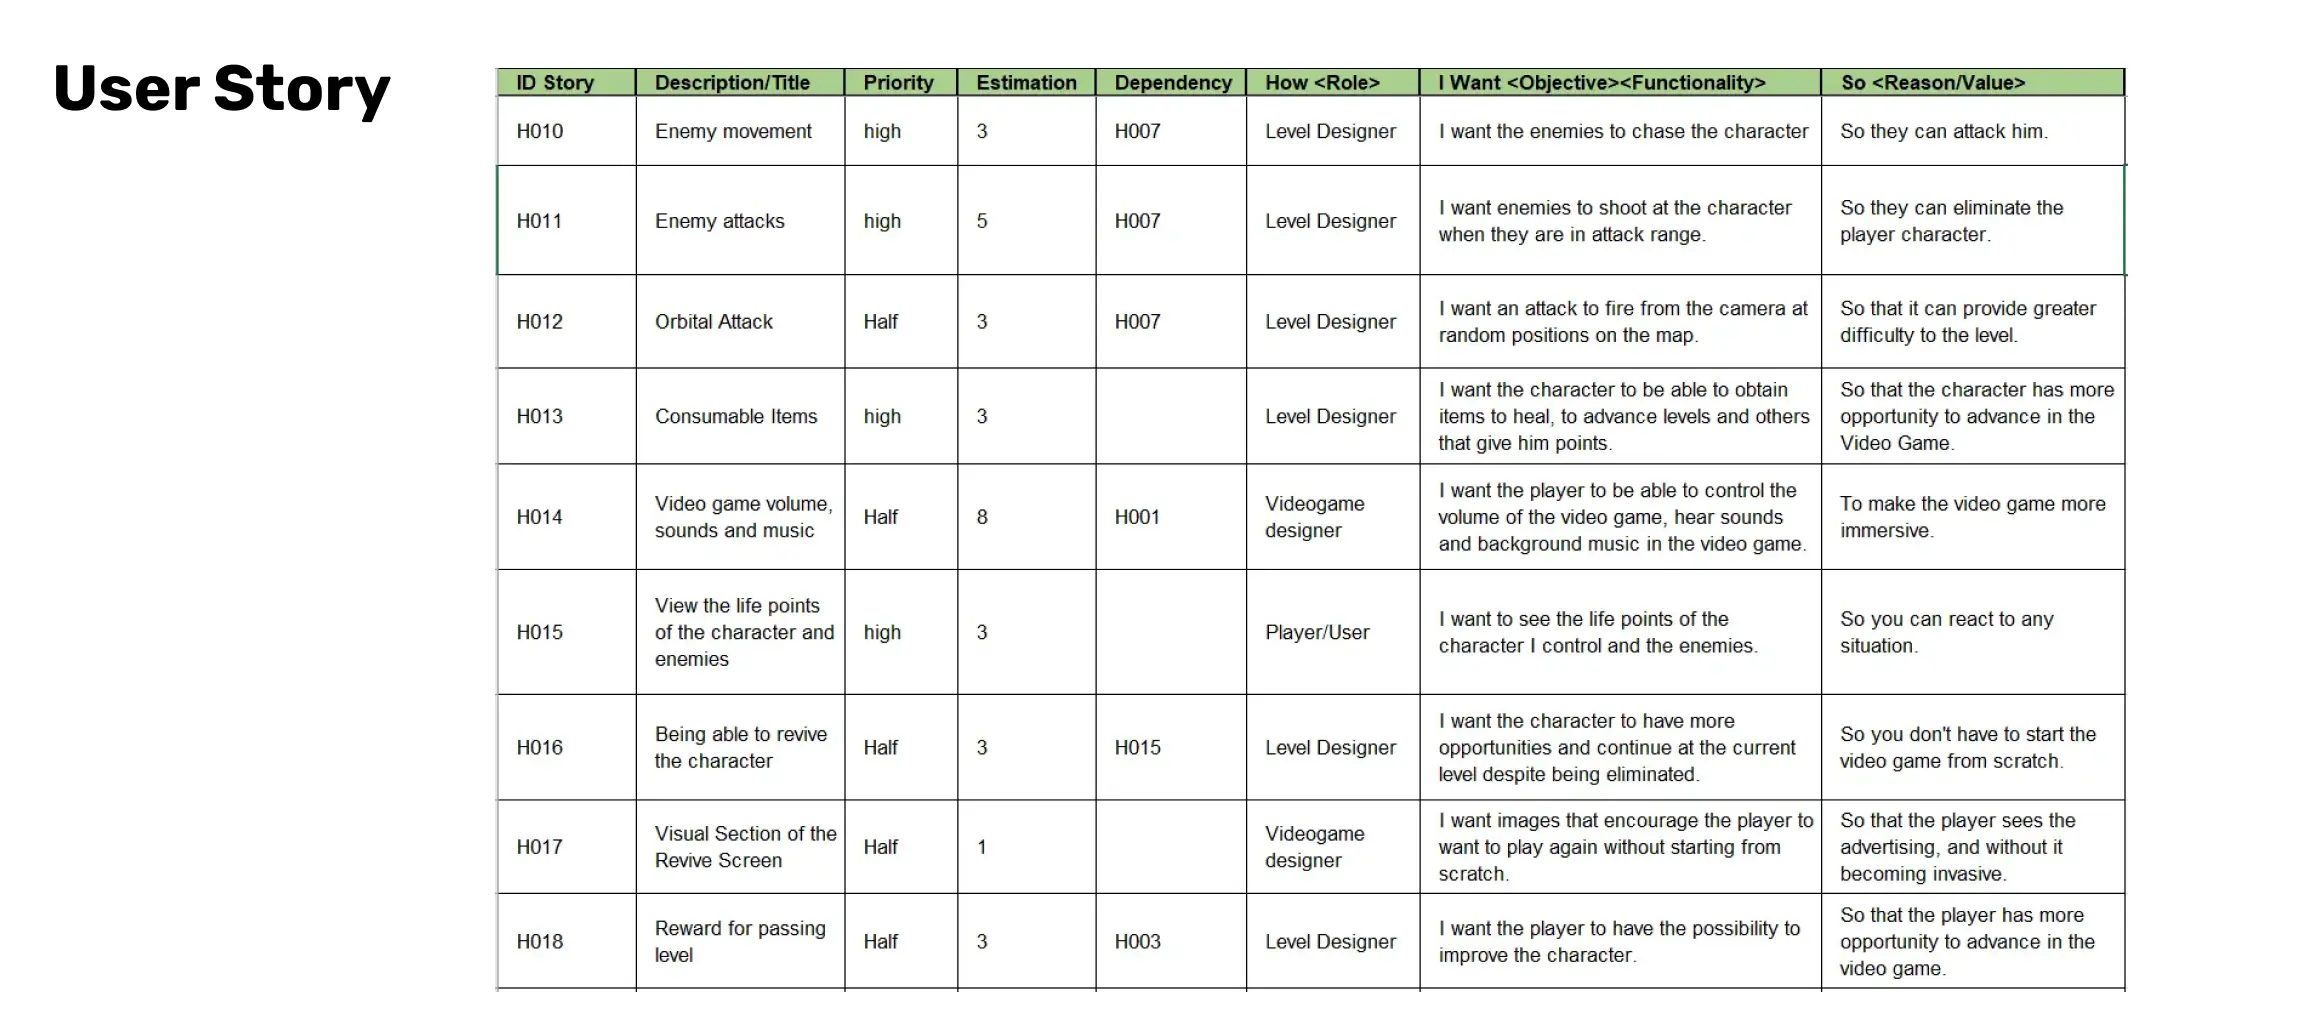 User Story
ID Story Description/Title Priority Estimation Dependency How <Role> I Want <Objective><Functionality> So <Reason/Value>
H010 Enemy movement high 3 H007 Level Designer I want the enemies to chase the character So they can attack him.
H011 Enemy attacks high 5 H007 Level Designer
I want enemies to shoot at the character
when they are in attack range.
So they can eliminate the
player character.
H012 Orbital Attack Half 3 H007 Level Designer
I want an attack to fire from the camera at
random positions on the map.
So that it can provide greater
difficulty to the level.
H013 Consumable Items high 3 Level Designer
I want the character to be able to obtain
items to heal, to advance levels and others
that give him points.
So that the character has more
opportunity to advance in the
Video Game.
H014
Video game volume,
sounds and music
Half 8 H001
Videogame
designer
I want the player to be able to control the
volume of the video game, hear sounds
and background music in the video game.
To make the video game more
immersive.
H015
View the life points
of the character and
enemies
high 3 Player/User
I want to see the life points of the
character I control and the enemies.
So you can react to any
situation.
H016
Being able to revive
the character
Half 3 H015 Level Designer
I want the character to have more
opportunities and continue at the current
level despite being eliminated.
So you don't have to start the
video game from scratch.
H017
Visual Section of the
Revive Screen
Half 1
Videogame
designer
I want images that encourage the player to
want to play again without starting from
scratch.
So that the player sees the
advertising, and without it
becoming invasive.
H018
Reward for passing
level
Half 3 H003 Level Designer
I want the player to have the possibility to
improve the character.
So that the player has more
opportunity to advance in the
video game.